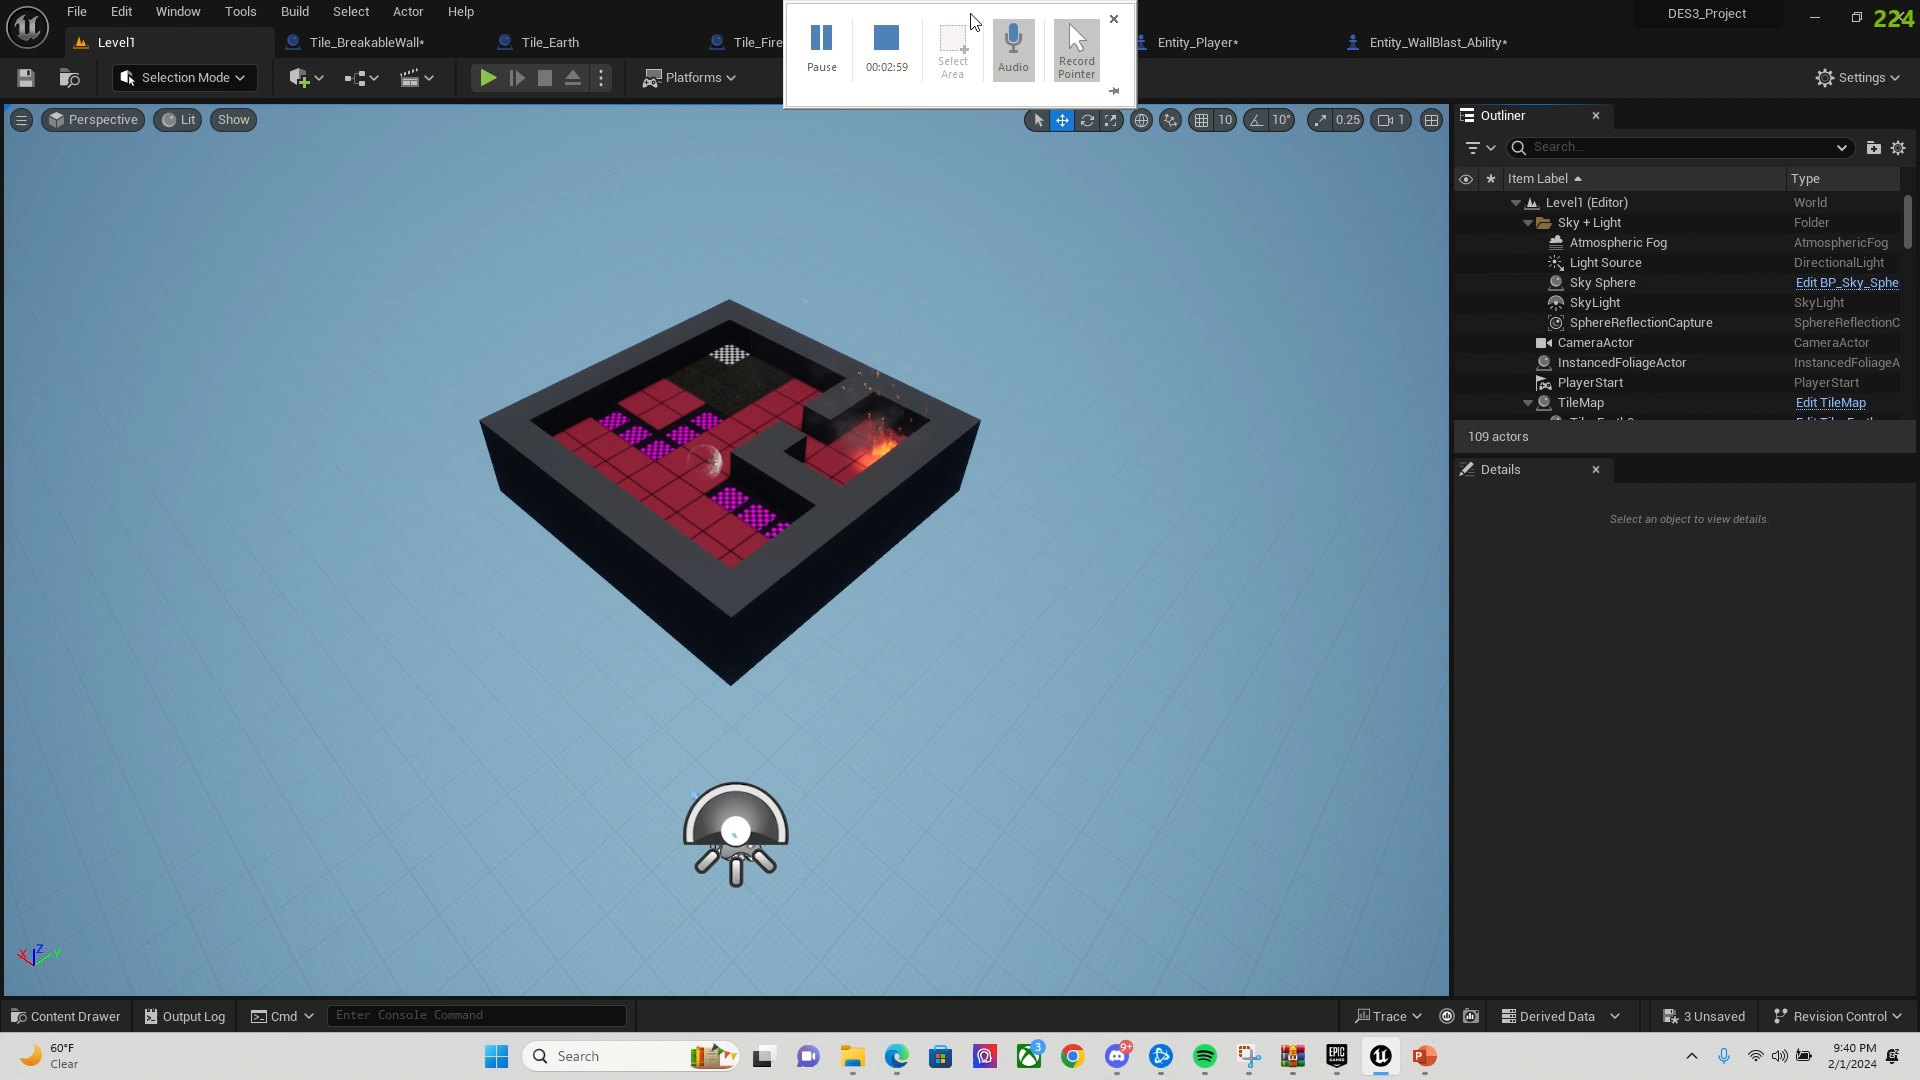 File Edit Window Tools Build Select Actor Help
DES3_Project
224
Level1
Tile_BreakableWall*
Tile_Earth
Tile_Fire
Entity_Player*
Entity_WallBlast_Ability*
Pause
00:02:59
Select Area
Audio
Record Pointer
Selection Mode
Platforms
Settings
Perspective
Lit
Show
10
10°
0.25
1
Outliner
Search...
Item Label
Type
Level1 (Editor) World
Sky + Light Folder
Atmospheric Fog AtmosphericFog
Light Source DirectionalLight
Sky Sphere Edit BP_Sky_Sphe
SkyLight SkyLight
SphereReflectionCapture SphereReflectionC
CameraActor CameraActor
InstancedFoliageActor InstancedFoliageA
PlayerStart PlayerStart
TileMap Edit TileMap
109 actors
Details
Select an object to view details.
X Z Y
Content Drawer
Output Log
Cmd
Enter Console Command
Trace
Derived Data
3 Unsaved
Revision Control
60°F
Clear
Search
3
9+
9:40 PM
2/1/2024